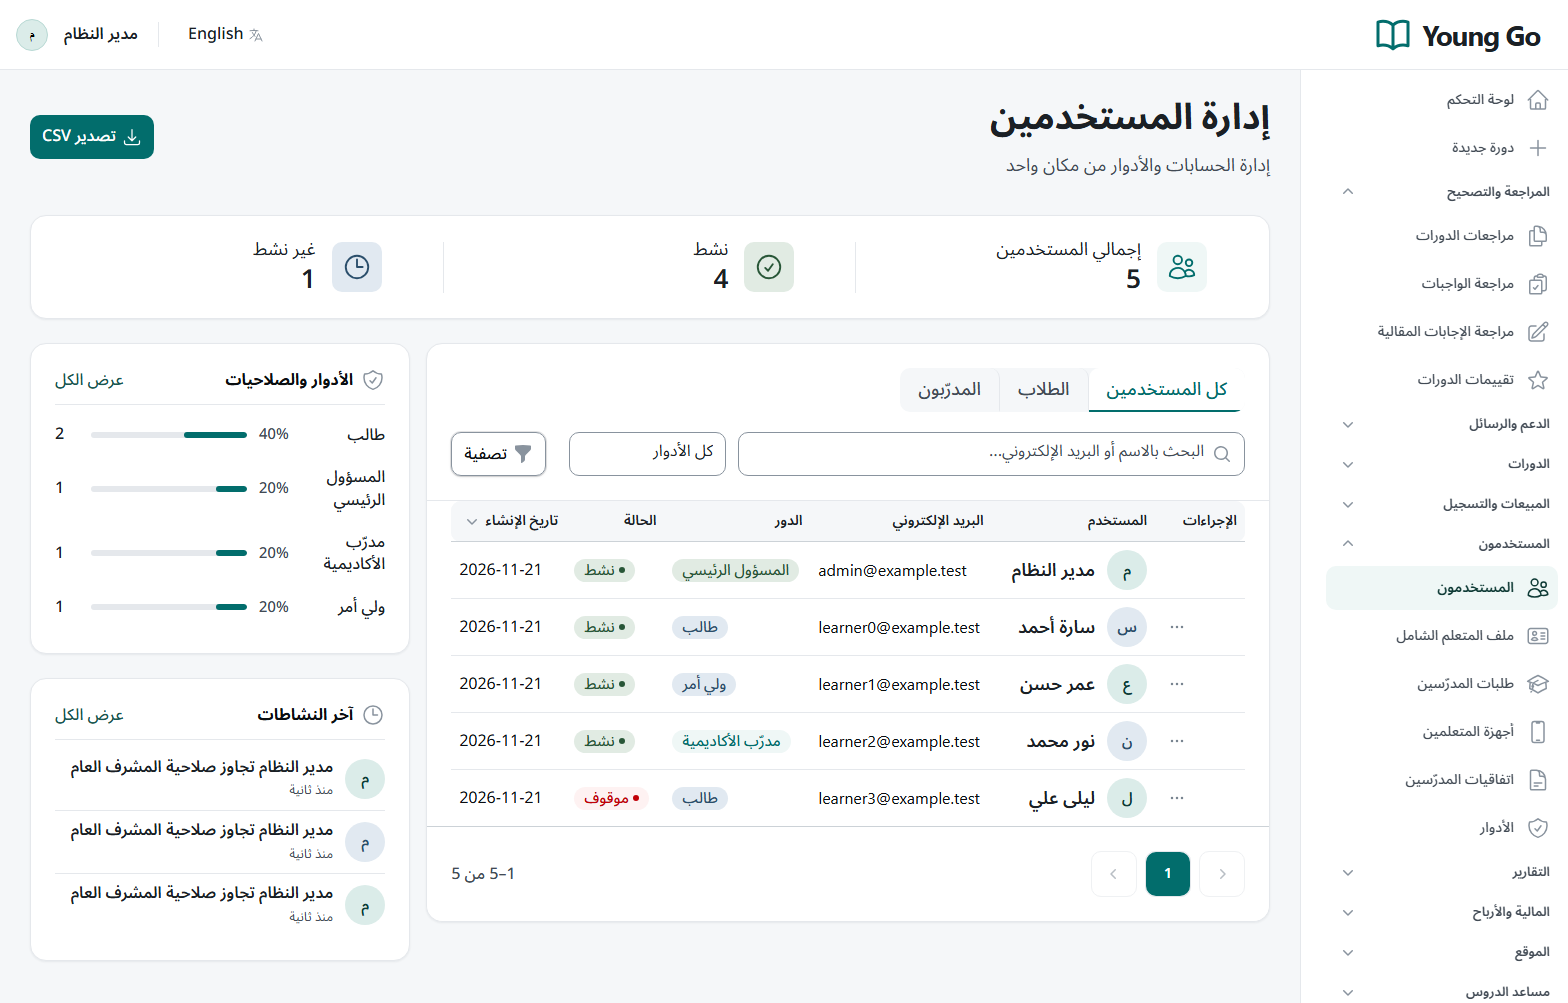 Young Go
English
مدير النظام
م
لوحة التحكم
دورة جديدة
المراجعة والتصحيح
مراجعات الدورات
مراجعة الواجبات
مراجعة الإجابات المقالية
تقييمات الدورات
الدعم والرسائل
الدورات
المبيعات والتسجيل
المستخدمون
المستخدمون
ملف المتعلم الشامل
طلبات المدرّسين
أجهزة المتعلمين
اتفاقيات المدرّسين
الأدوار
التقارير
المالية والأرباح
الموقع
مساعد الدروس
إدارة المستخدمين
إدارة الحسابات والأدوار من مكان واحد
تصدير CSV
إجمالي المستخدمين
5
نشط
4
غير نشط
1
كل المستخدمين
الطلاب
المدرّبون
البحث بالاسم أو البريد الإلكتروني...
كل الأدوار
تصفية
الإجراءات المستخدم البريد الإلكتروني الدور الحالة تاريخ الإنشاء
م مدير النظام admin@example.test المسؤول الرئيسي نشط 2026-11-21
... س سارة أحمد learner0@example.test طالب نشط 2026-11-21
... ع عمر حسن learner1@example.test ولي أمر نشط 2026-11-21
... ن نور محمد learner2@example.test مدرّب الأكاديمية نشط 2026-11-21
... ل ليلى علي learner3@example.test طالب موقوف 2026-11-21
1
1–5 من 5
الأدوار والصلاحيات
عرض الكل
طالب 40% 2
المسؤول الرئيسي 20% 1
مدرّب الأكاديمية 20% 1
ولي أمر 20% 1
آخر النشاطات
عرض الكل
م
مدير النظام تجاوز صلاحية المشرف العام
منذ ثانية
م
مدير النظام تجاوز صلاحية المشرف العام
منذ ثانية
م
مدير النظام تجاوز صلاحية المشرف العام
منذ ثانية